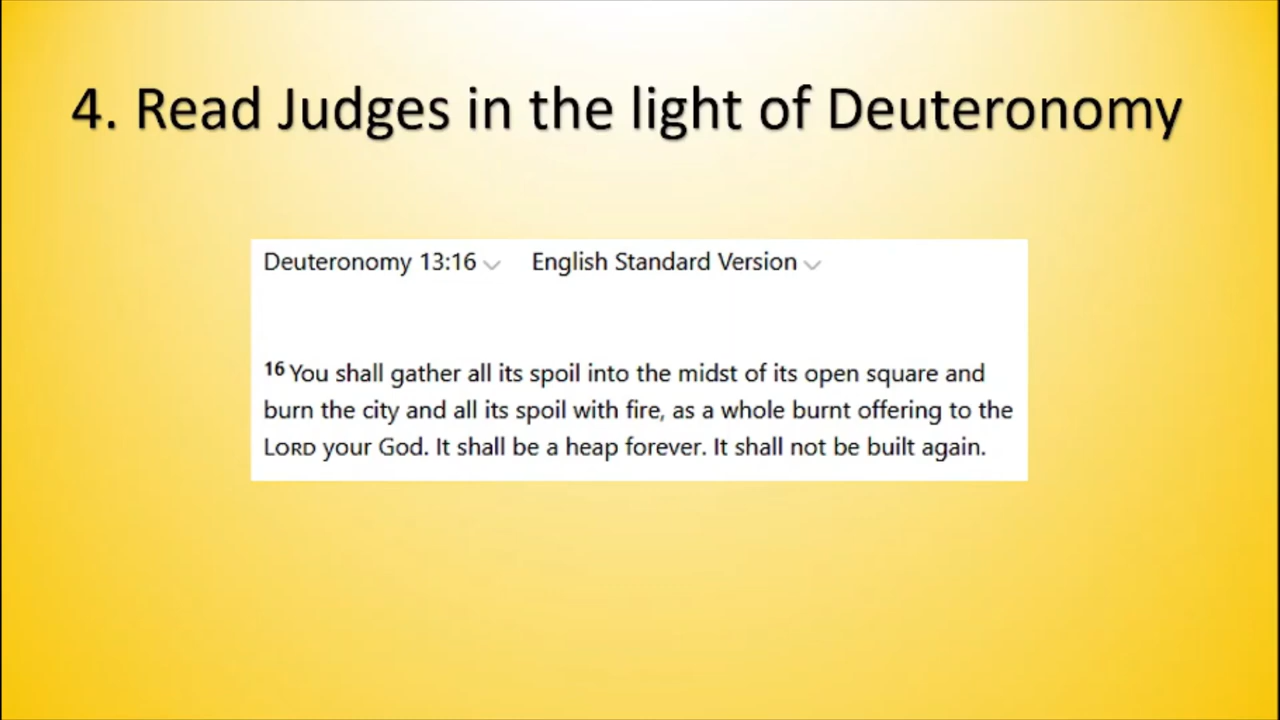 4. Read Judges in the light of Deuteronomy
Deuteronomy 13:16 English Standard Version
16 You shall gather all its spoil into the midst of its open square and
burn the city and all its spoil with fire, as a whole burnt offering to the
LORD your God. It shall be a heap forever. It shall not be built again.